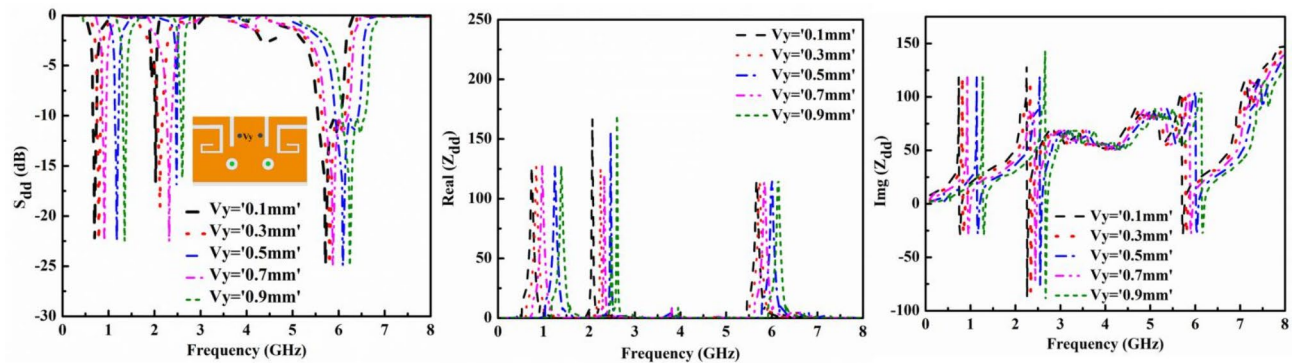 0
-5
-10
-15
-20
-25
-30
S_dd (dB)
Vy
Vy='0.1mm'
Vy='0.3mm'
Vy='0.5mm'
Vy='0.7mm'
Vy='0.9mm'
0 1 2 3 4 5 6 7 8
Frequency (GHz)
250
200
150
100
50
0
Real (Z_dd)
Vy='0.1mm'
Vy='0.3mm'
Vy='0.5mm'
Vy='0.7mm'
Vy='0.9mm'
0 1 2 3 4 5 6 7 8
Frequency (GHz)
150
100
50
0
-50
-100
Img (Z_dd)
Vy='0.1mm'
Vy='0.3mm'
Vy='0.5mm'
Vy='0.7mm'
Vy='0.9mm'
0 1 2 3 4 5 6 7 8
Frequency (GHz)